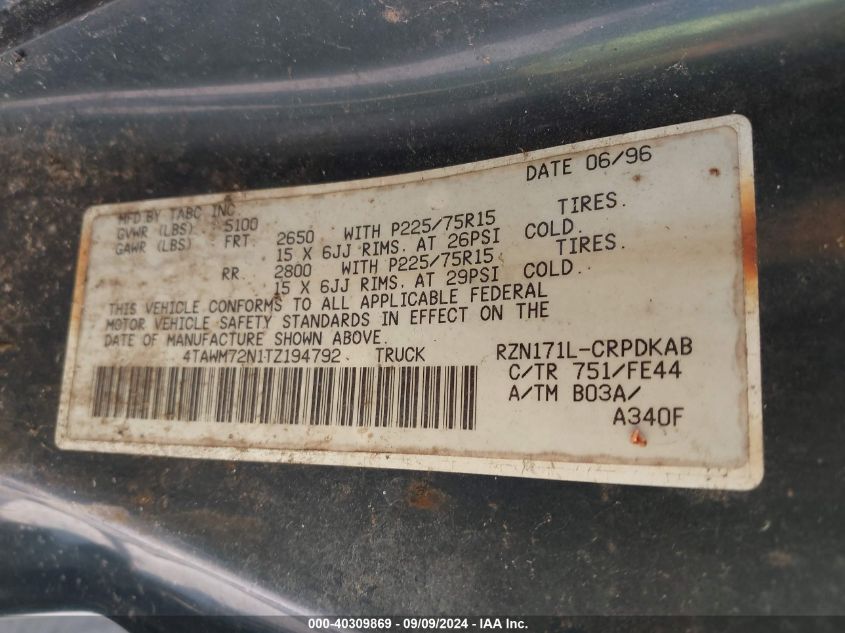 DATE 06/96
MFD BY TABC INC
GVWR (LBS) 5100
GAWR (LBS) FRT. 2650 WITH P225/75R15 TIRES.
15 X 6JJ RIMS. AT 26PSI COLD.
RR. 2800 WITH P225/75R15 TIRES.
15 X 6JJ RIMS. AT 29PSI COLD.
THIS VEHICLE CONFORMS TO ALL APPLICABLE FEDERAL
MOTOR VEHICLE SAFETY STANDARDS IN EFFECT ON THE
DATE OF MANUFACTURE SHOWN ABOVE.
4TAWM72N1TZ194792 TRUCK RZN171L-CRPDKAB
C/TR 751/FE44
A/TM B03A/
A340F
000-40309869 - 09/09/2024 - IAA Inc.